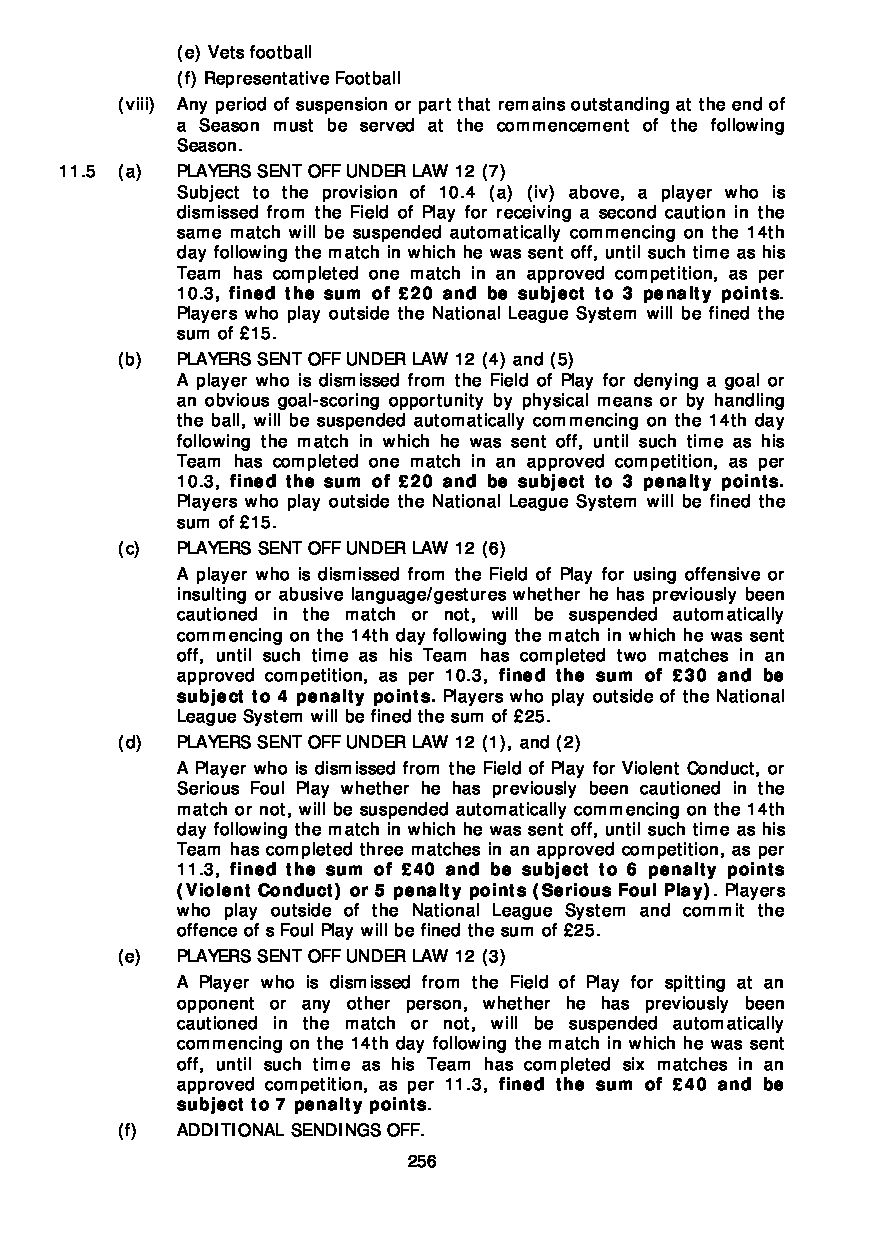 (e) Vets football
(f) Representative Football
(viii) Any period of suspension or part that remains outstanding at the end of
a Season must be served at the commencement of the following
Season.
11.5 (a) PLAYERS SENT OFF UNDER LAW 12 (7)
Subject to the provision of 10.4 (a) (iv) above, a player who is
dismissed from the Field of Play for receiving a second caution in the
same match will be suspended automatically commencing on the 14th
day following the match in which he was sent off, until such time as his
Team has completed one match in an approved competition, as per
10.3, fined the sum of £20 and be subject to 3 penalty points.
Players who play outside the National League System will be fined the
sum of £15.
(b) PLAYERS SENT OFF UNDER LAW 12 (4) and (5)
A player who is dismissed from the Field of Play for denying a goal or
an obvious goal-scoring opportunity by physical means or by handling
the ball, will be suspended automatically commencing on the 14th day
following the match in which he was sent off, until such time as his
Team has completed one match in an approved competition, as per
10.3, fined the sum of £20 and be subject to 3 penalty points.
Players who play outside the National League System will be fined the
sum of £15.
(c) PLAYERS SENT OFF UNDER LAW 12 (6)
A player who is dismissed from the Field of Play for using offensive or
insulting or abusive language/gestures whether he has previously been
cautioned in the match or not, will be suspended automatically
commencing on the 14th day following the match in which he was sent
off, until such time as his Team has completed two matches in an
approved competition, as per 10.3, fined the sum of £30 and be
subject to 4 penalty points. Players who play outside of the National
League System will be fined the sum of £25.
(d) PLAYERS SENT OFF UNDER LAW 12 (1), and (2)
A Player who is dismissed from the Field of Play for Violent Conduct, or
Serious Foul Play whether he has previously been cautioned in the
match or not, will be suspended automatically commencing on the 14th
day following the match in which he was sent off, until such time as his
Team has completed three matches in an approved competition, as per
11.3, fined the sum of £40 and be subject to 6 penalty points
(Violent Conduct) or 5 penalty points (Serious Foul Play). Players
who play outside of the National League System and commit the
offence of s Foul Play will be fined the sum of £25.
(e) PLAYERS SENT OFF UNDER LAW 12 (3)
A Player who is dismissed from the Field of Play for spitting at an
opponent or any other person, whether he has previously been
cautioned in the match or not, will be suspended automatically
commencing on the 14th day following the match in which he was sent
off, until such time as his Team has completed six matches in an
approved competition, as per 11.3, fined the sum of £40 and be
subject to 7 penalty points.
(f) ADDITIONAL SENDINGS OFF.
256